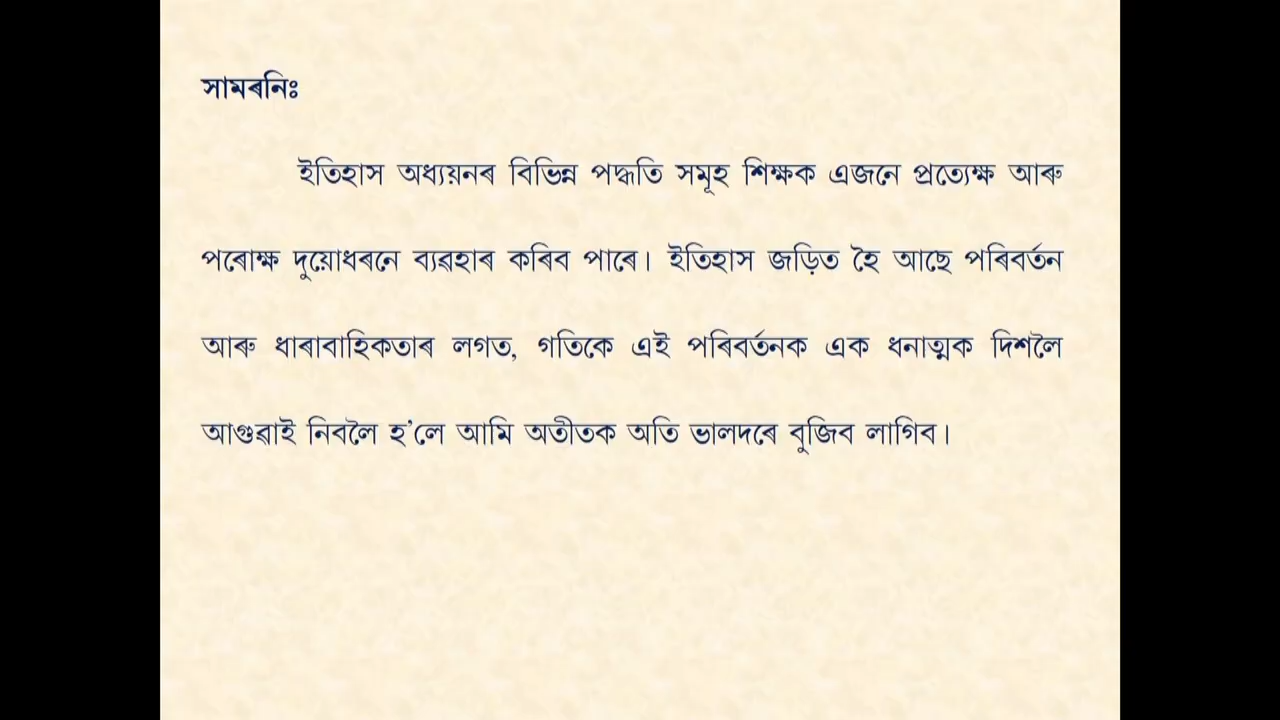 সামৰনিঃ
ইতিহাস অধ্যয়নৰ বিভিন্ন পদ্ধতি সমূহ শিক্ষক এজনে প্ৰত্যেক্ষ আৰু
পৰোক্ষ দুয়োধৰনে ব্যৱহাৰ কৰিব পাৰে। ইতিহাস জড়িত হৈ আছে পৰিবৰ্তন
আৰু ধাৰাবাহিকতাৰ লগত, গতিকে এই পৰিবৰ্তনক এক ধনাত্মক দিশলৈ
আগুৱাই নিবলৈ হ’লে আমি অতীতক অতি ভালদৰে বুজিব লাগিব।